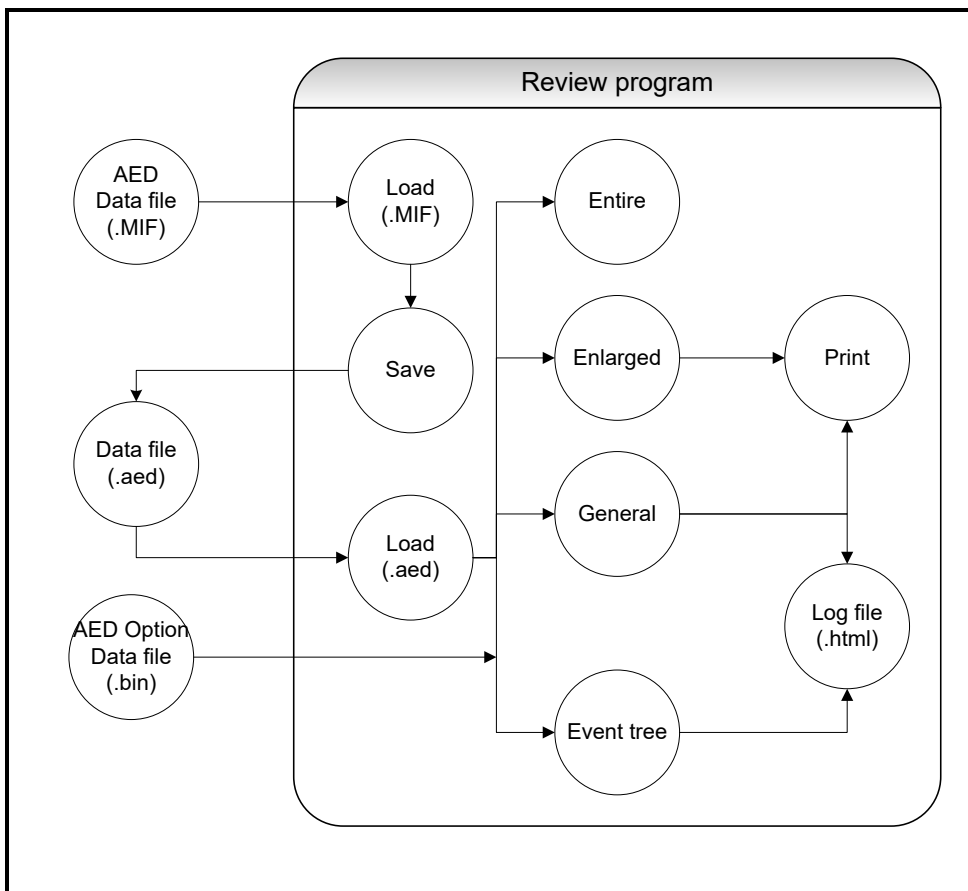 Review program
AED
Data file
(.MIF)
Load
(.MIF)
Entire
Save
Enlarged
Print
Data file
(.aed)
Load
(.aed)
General
AED Option
Data file
(.bin)
Log file
(.html)
Event tree